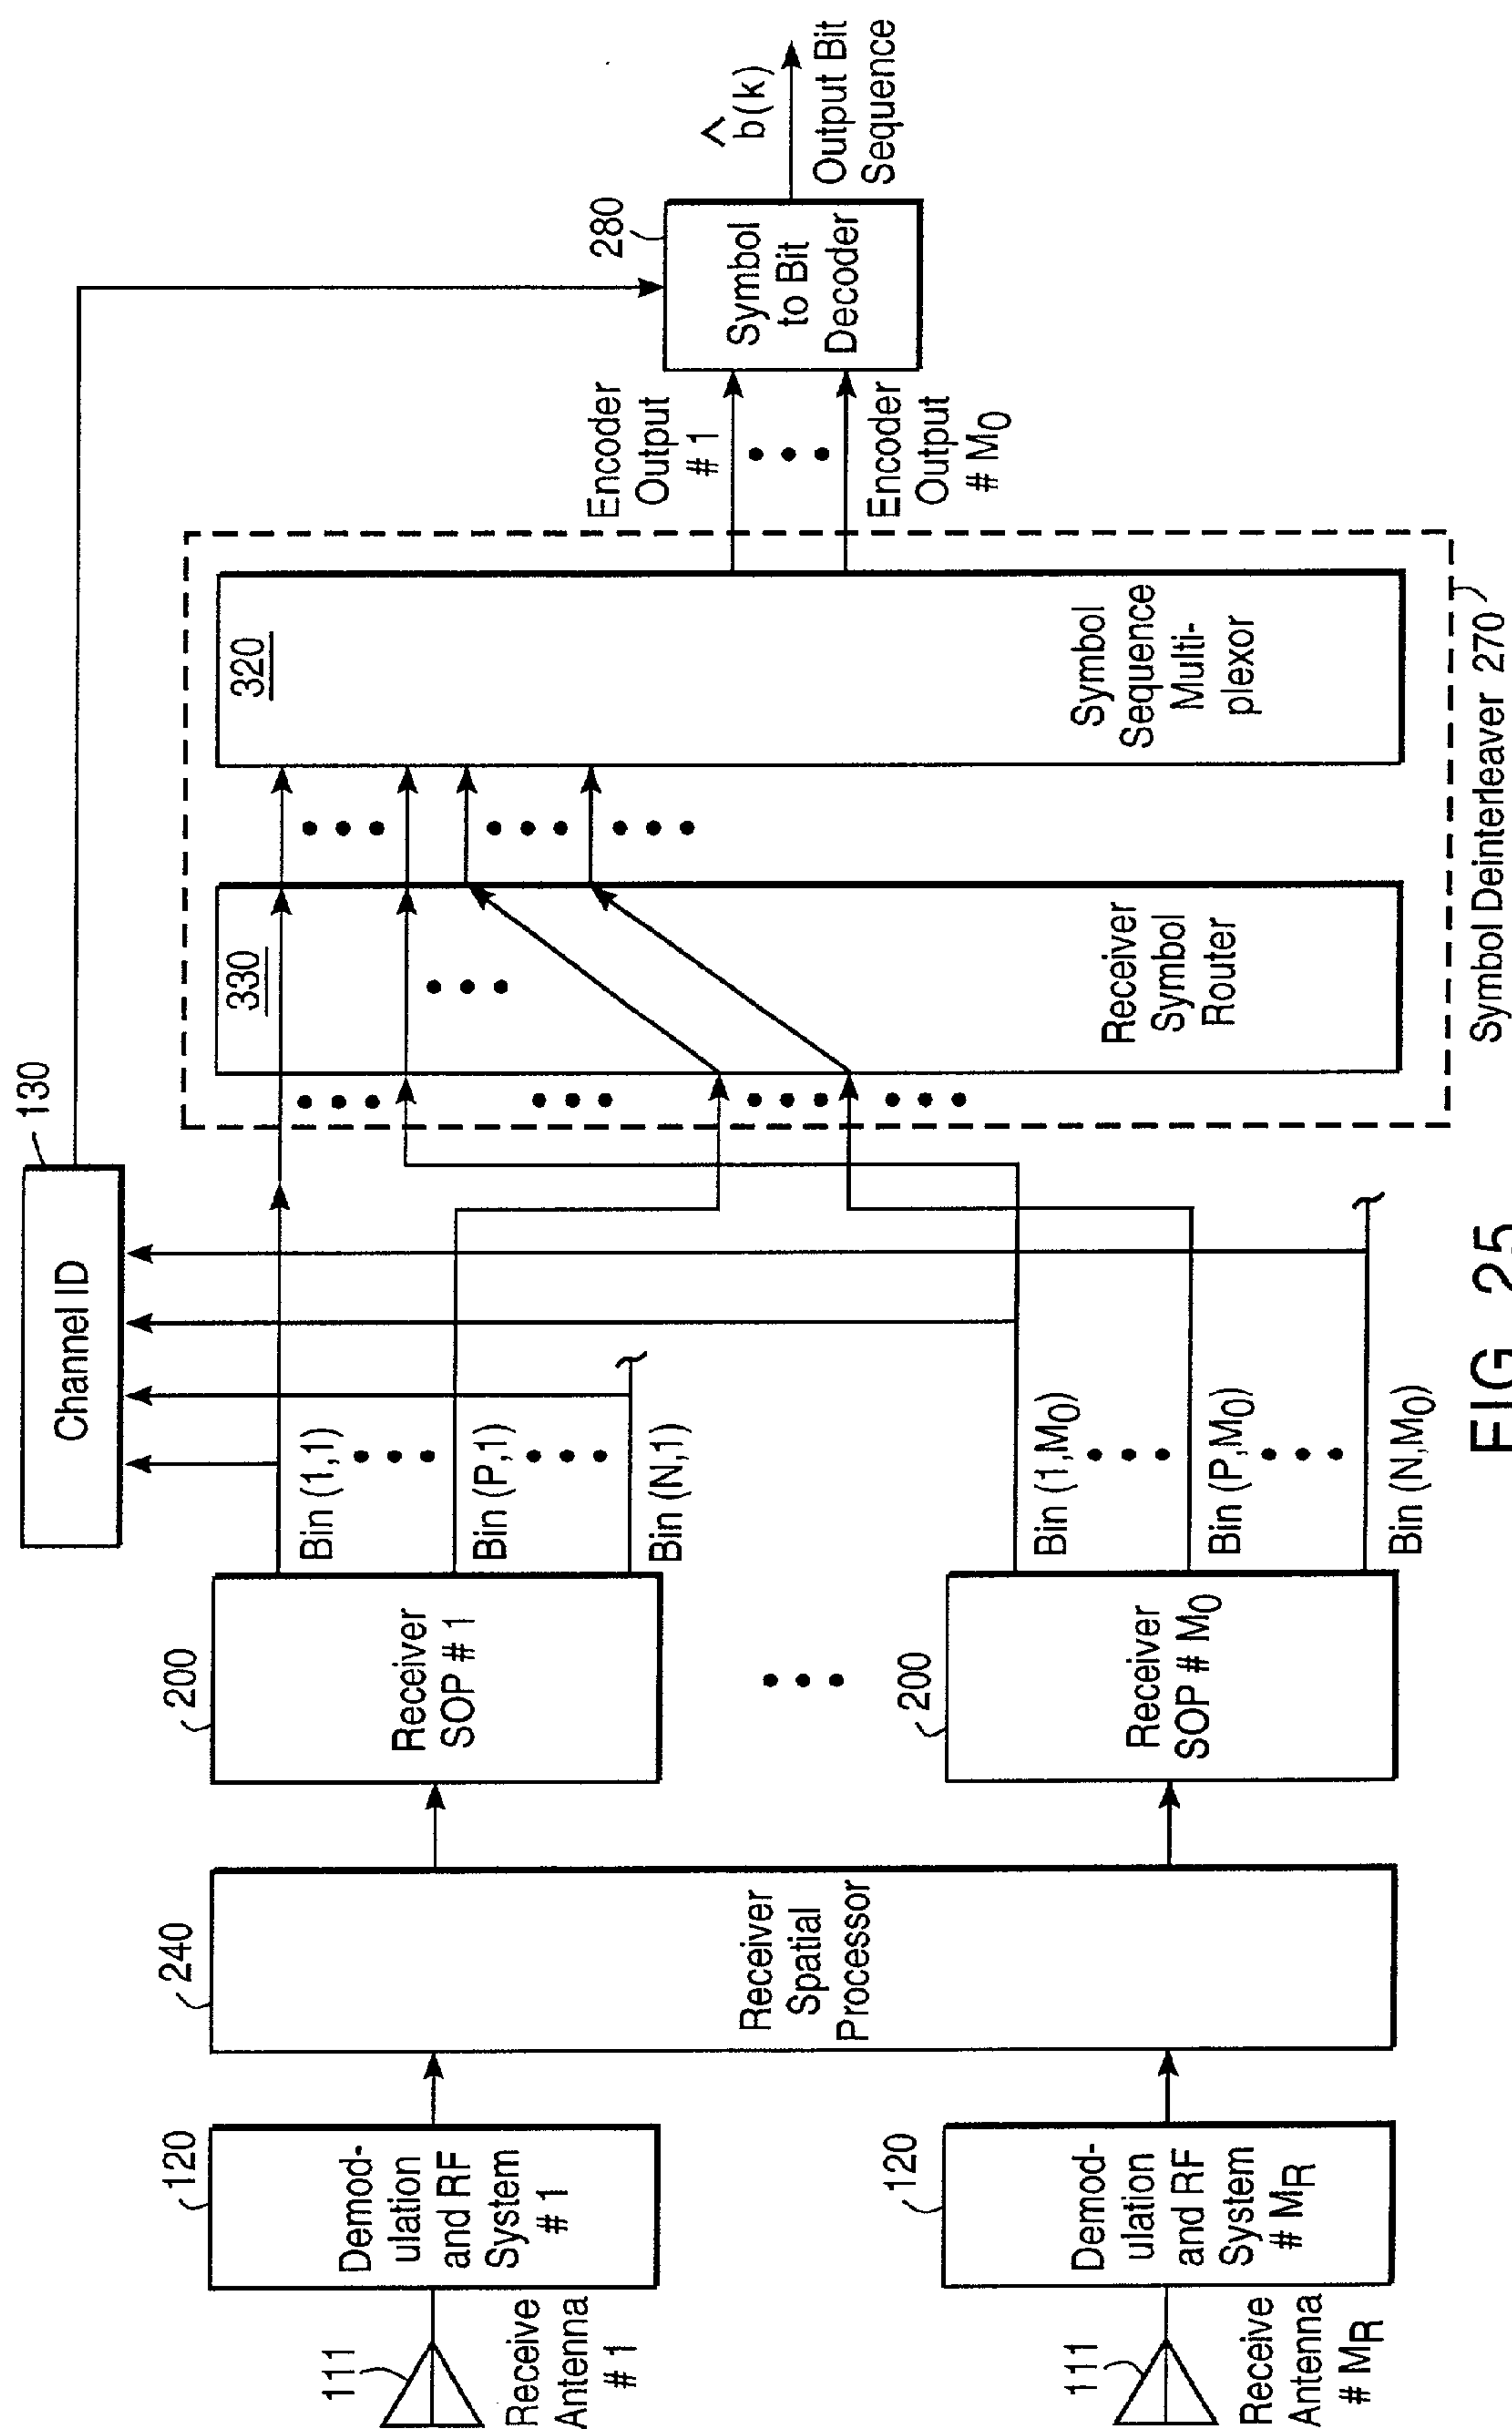 111
Receive
Antenna
# 1
111
Receive
Antenna
# MR
120
Demod-
ulation
and RF
System
# 1
120
Demod-
ulation
and RF
System
# MR
240
Receiver
Spatial
Processor
200
Receiver
SOP # 1
200
Receiver
SOP # M0
Bin (1,1)
Bin (P,1)
Bin (N,1)
Bin (1,M0)
Bin (P,M0)
Bin (N,M0)
Channel ID
130
330
Receiver
Symbol
Router
320
Symbol
Sequence
Multi-
plexor
Symbol Deinterleaver 270
Encoder
Output
# 1
Encoder
Output
# M0
280
Symbol
to Bit
Decoder
^
b(k)
Output Bit
Sequence
FIG. 25